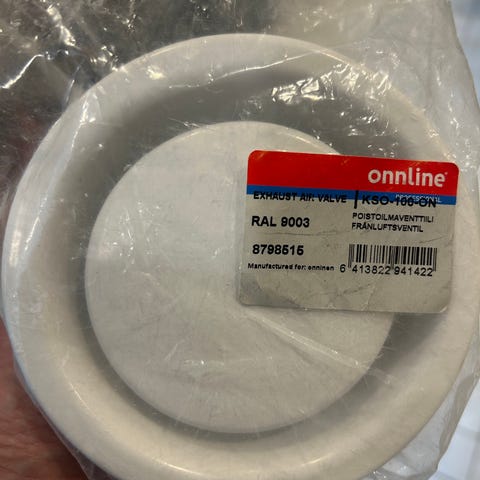 onnline
PROFESSIONAL
EXHAUST AIR VALVE KSO-100-ON
RAL 9003
POISTOILMAVENTTIILI
FRÅNLUFTSVENTIL
8798515
Manufactured for: onninen
6 413822 941422